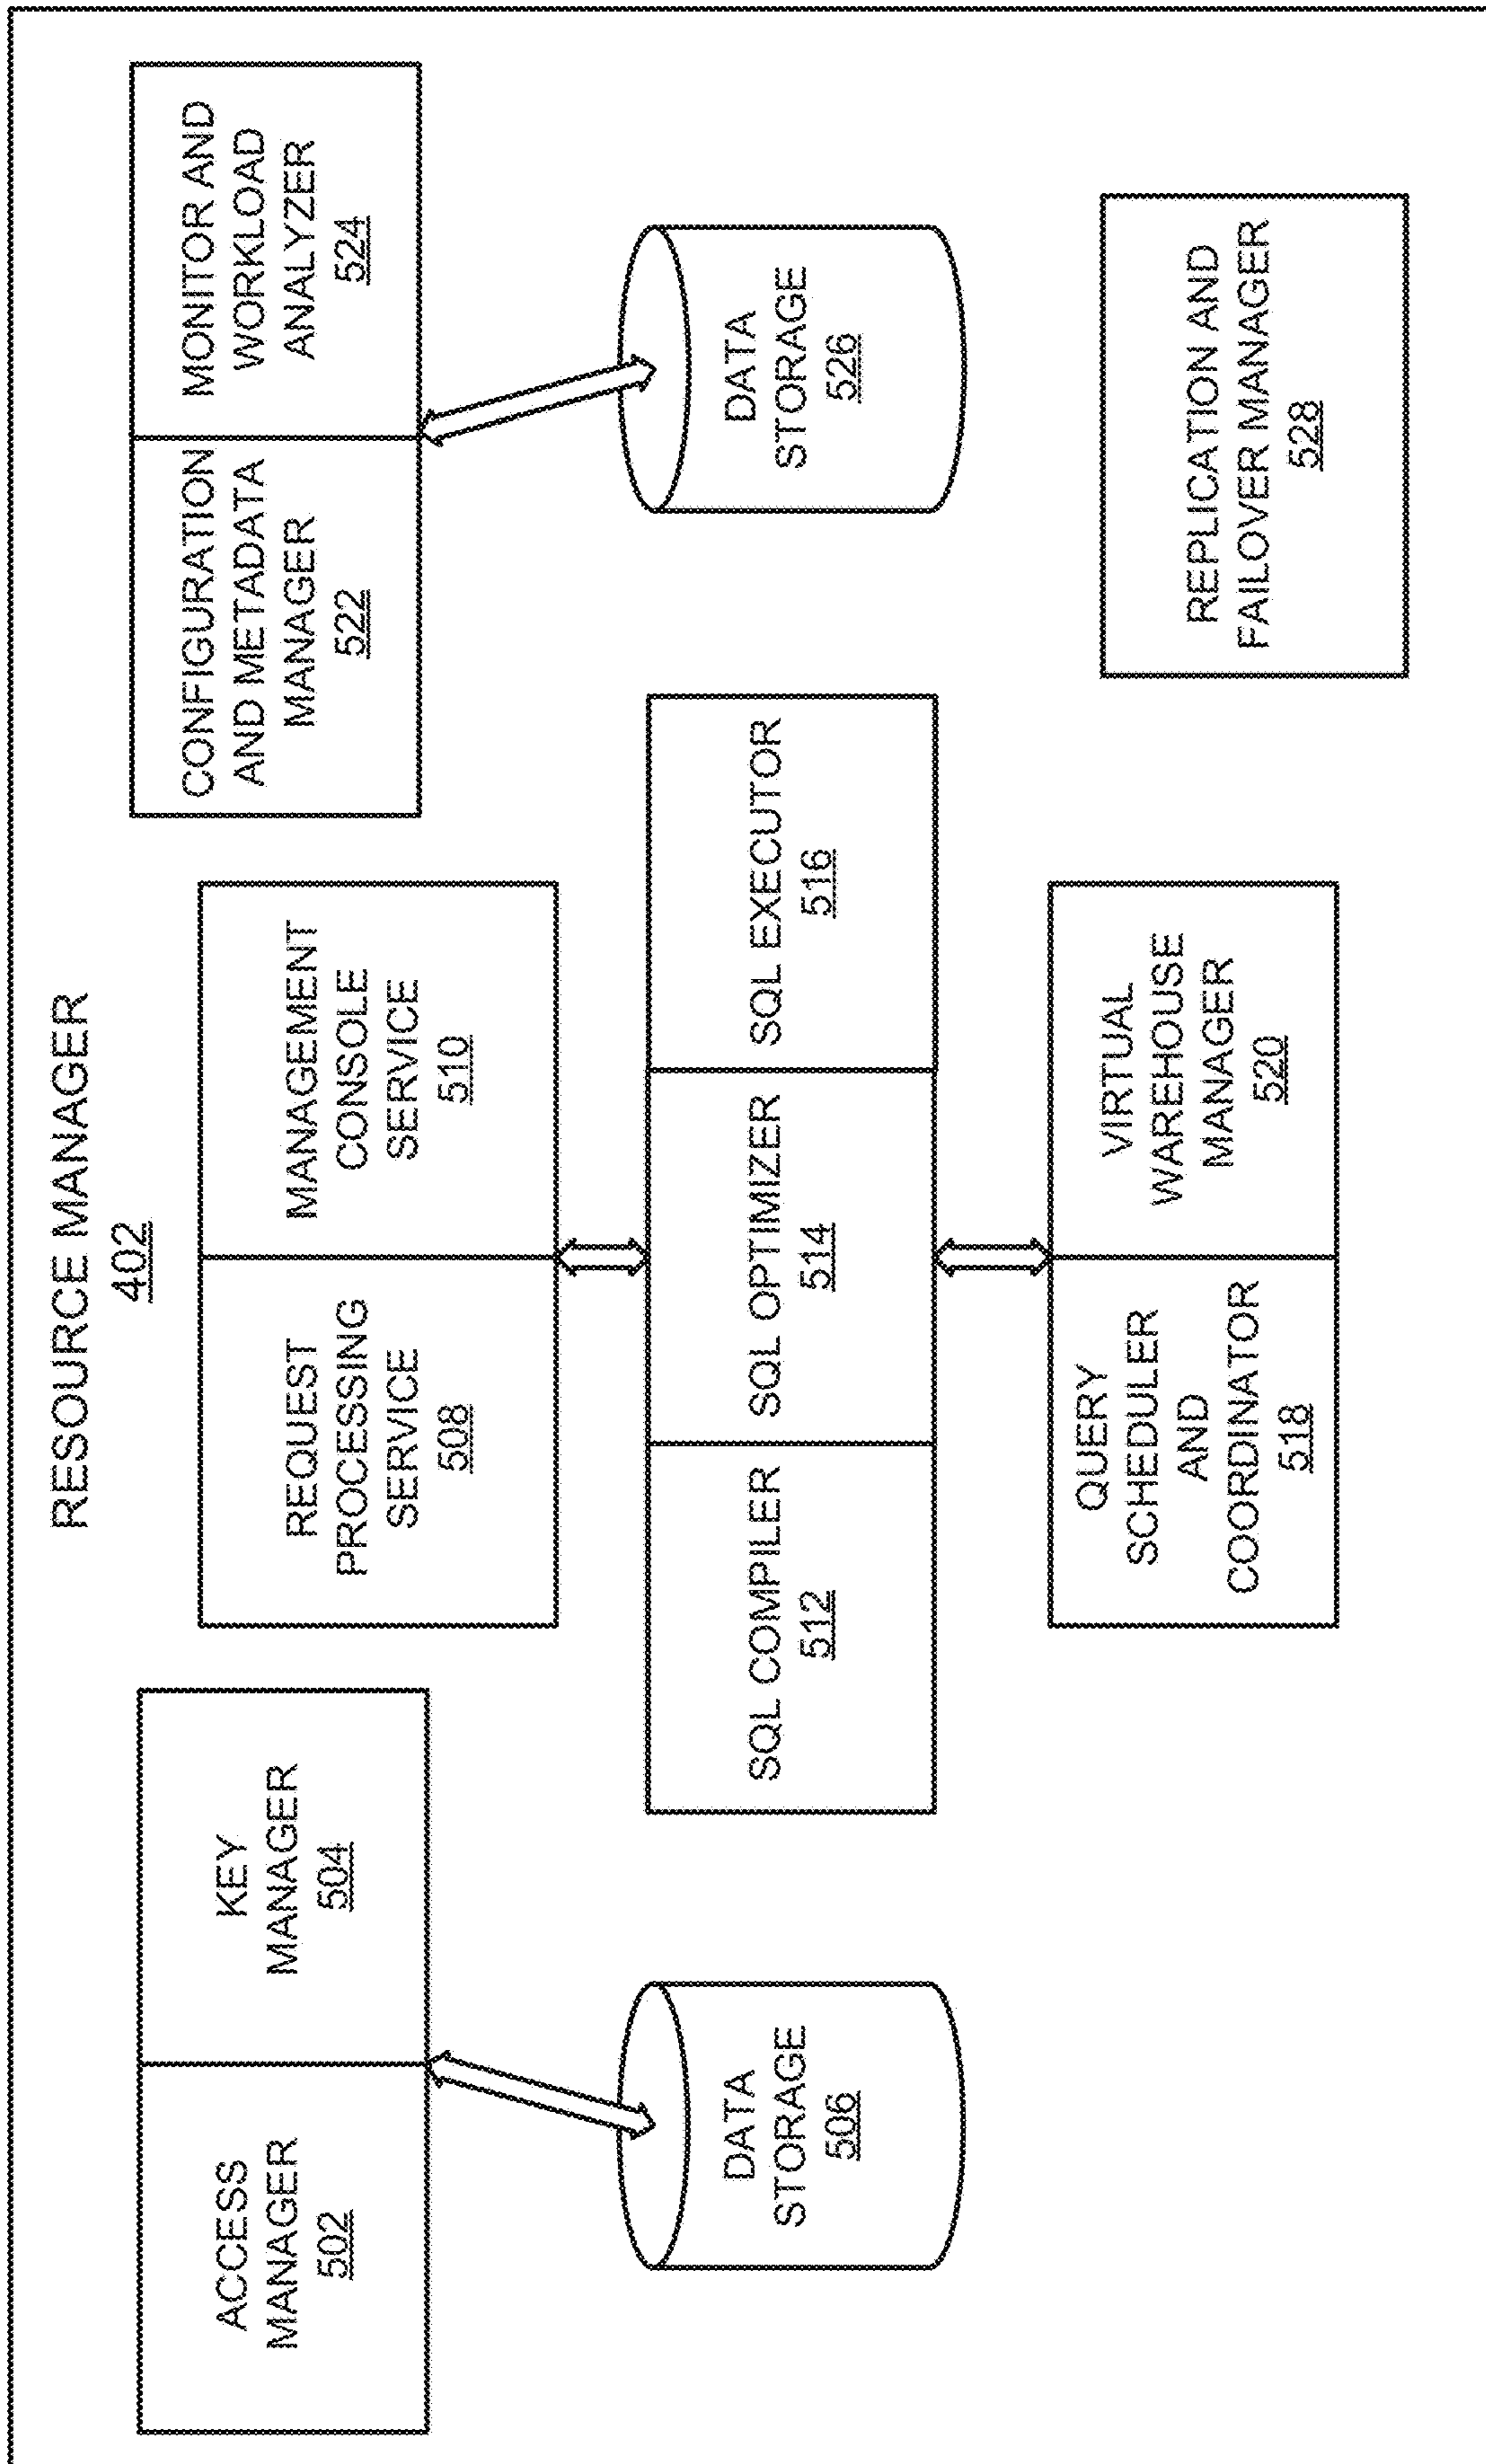 RESOURCE MANAGER
402
ACCESS
MANAGER
502
KEY
MANAGER
504
REQUEST
PROCESSING
SERVICE
508
MANAGEMENT
CONSOLE
SERVICE
510
CONFIGURATION
AND METADATA
MANAGER
522
MONITOR AND
WORKLOAD
ANALYZER
524
DATA
STORAGE
506
SQL COMPILER
512
SQL OPTIMIZER
514
SQL EXECUTOR
516
DATA
STORAGE
526
QUERY
SCHEDULER
AND
COORDINATOR
518
VIRTUAL
WAREHOUSE
MANAGER
520
REPLICATION AND
FAILOVER MANAGER
528